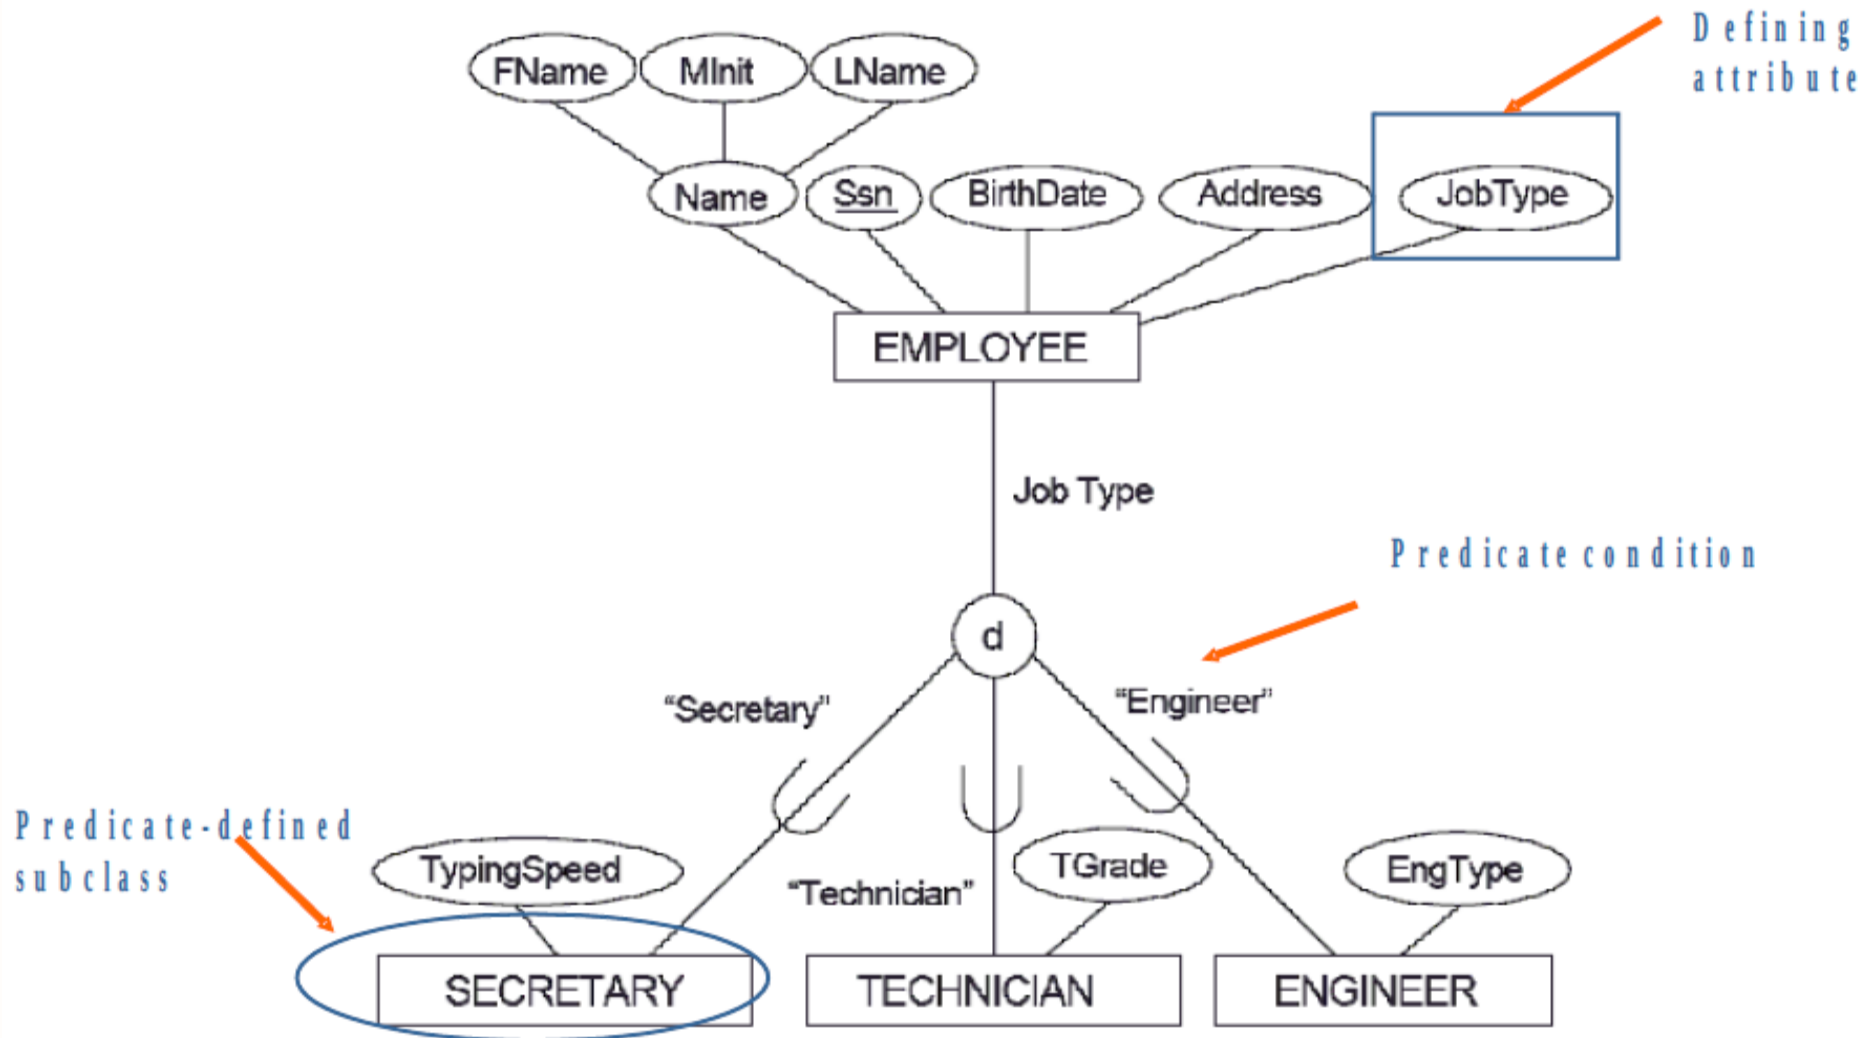 Defining
attribute
FName MInit LName
Name Ssn BirthDate Address JobType
EMPLOYEE
Job Type
Predicate condition
d
"Secretary" "Engineer"
Predicate-defined
subclass
TypingSpeed "Technician" TGrade EngType
SECRETARY TECHNICIAN ENGINEER